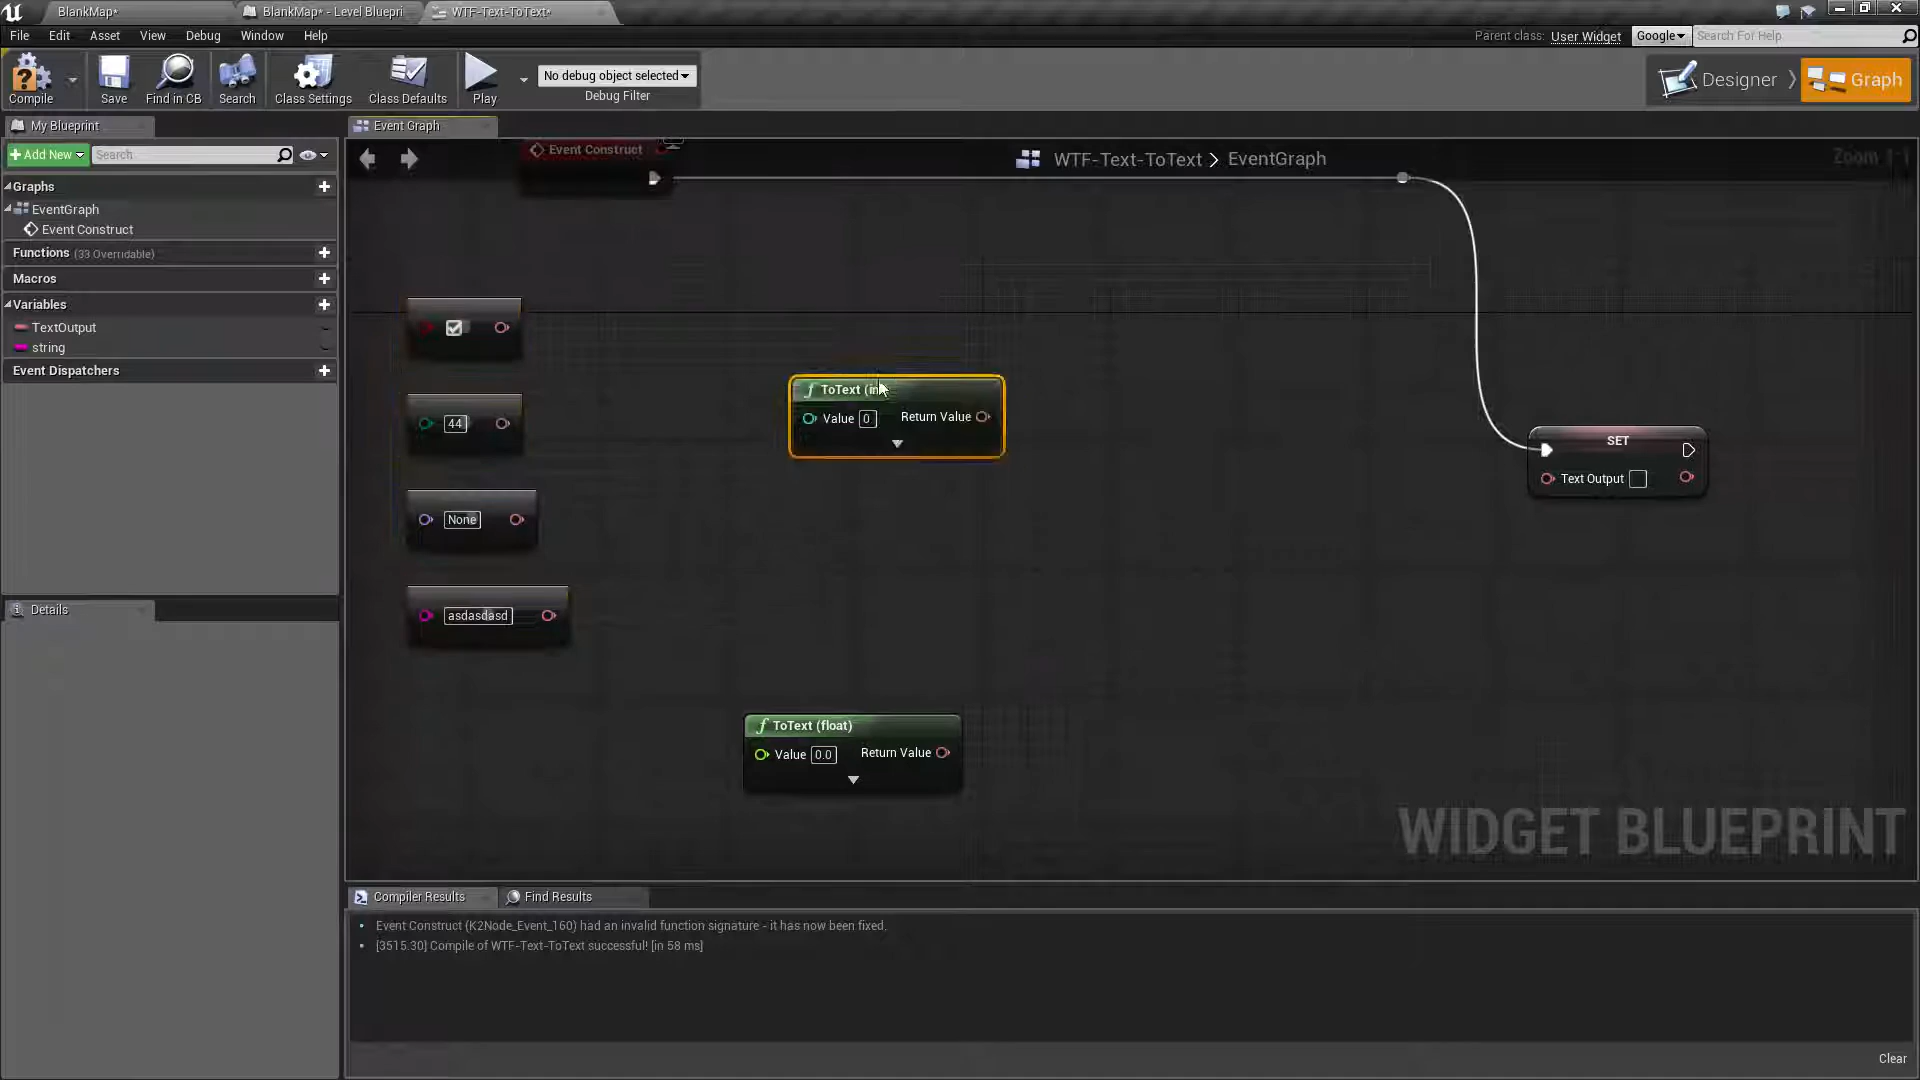 BlankMap*
BlankMap* - Level Bluepri
WTF-Text-ToText*
File Edit Asset View Debug Window Help
Parent class: User Widget Google Search For Help
Compile
Save
Find in CB
Search
Class Settings
Class Defaults
Play
No debug object selected
Debug Filter
Designer
Graph
My Blueprint
Add New
Search
Graphs
EventGraph
Event Construct
Functions (33 Overridable)
Macros
Variables
TextOutput
string
Event Dispatchers
Details
Event Graph
WTF-Text-ToText > EventGraph
Zoom 1:1
Event Construct
44
None
asdasdasd
ToText (in
Value 0 Return Value
ToText (float)
Value 0.0 Return Value
SET
Text Output
WIDGET BLUEPRINT
Compiler Results
Find Results
Event Construct (K2Node_Event_160) had an invalid function signature - it has now been fixed.
[3515.30] Compile of WTF-Text-ToText successful! [in 58 ms]
Clear